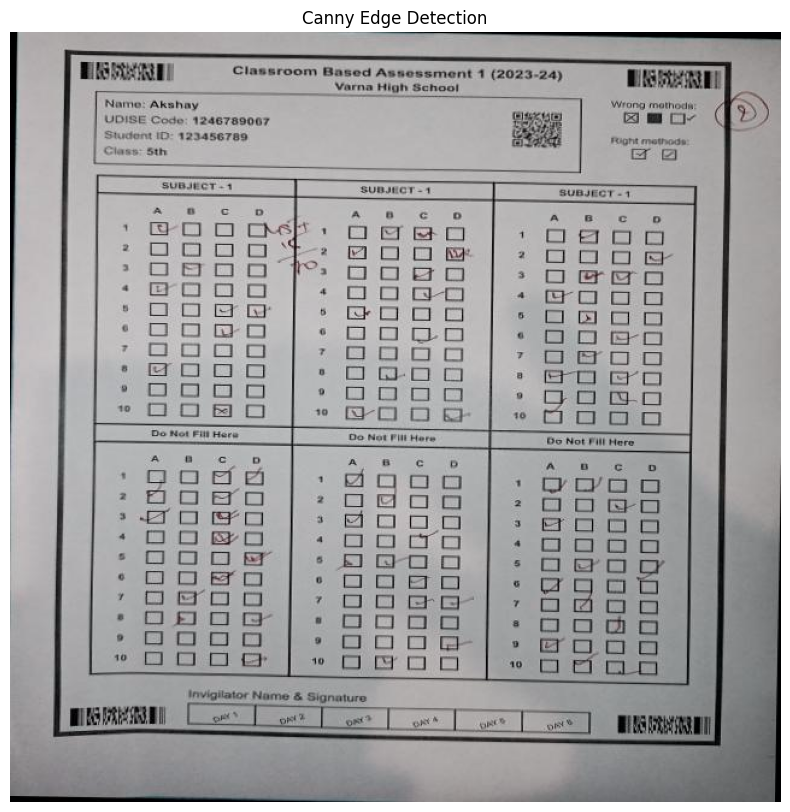 Canny Edge Detection
Classroom Based Assessment 1 (2023-24)
Varna High School
Name: Akshay
UDISE Code: 1246789067
Student ID: 123456789
Class: 5th
Wrong methods:
Right methods:
2
SUBJECT - 1
A B C D
1
2
3
4
5
6
7
8
9
10
SUBJECT - 1
A B C D
1
2
3
4
5
6
7
8
9
10
SUBJECT - 1
A B C D
1
2
3
4
5
6
7
8
9
10
Do Not Fill Here
A B C D
1
2
3
4
5
6
7
8
9
10
Do Not Fill Here
A B C D
1
2
3
4
5
6
7
8
9
10
Do Not Fill Here
A B C D
1
2
3
4
5
6
7
8
9
10
Invigilator Name & Signature
DAY 1 DAY 2 DAY 3 DAY 4 DAY 5 DAY 6